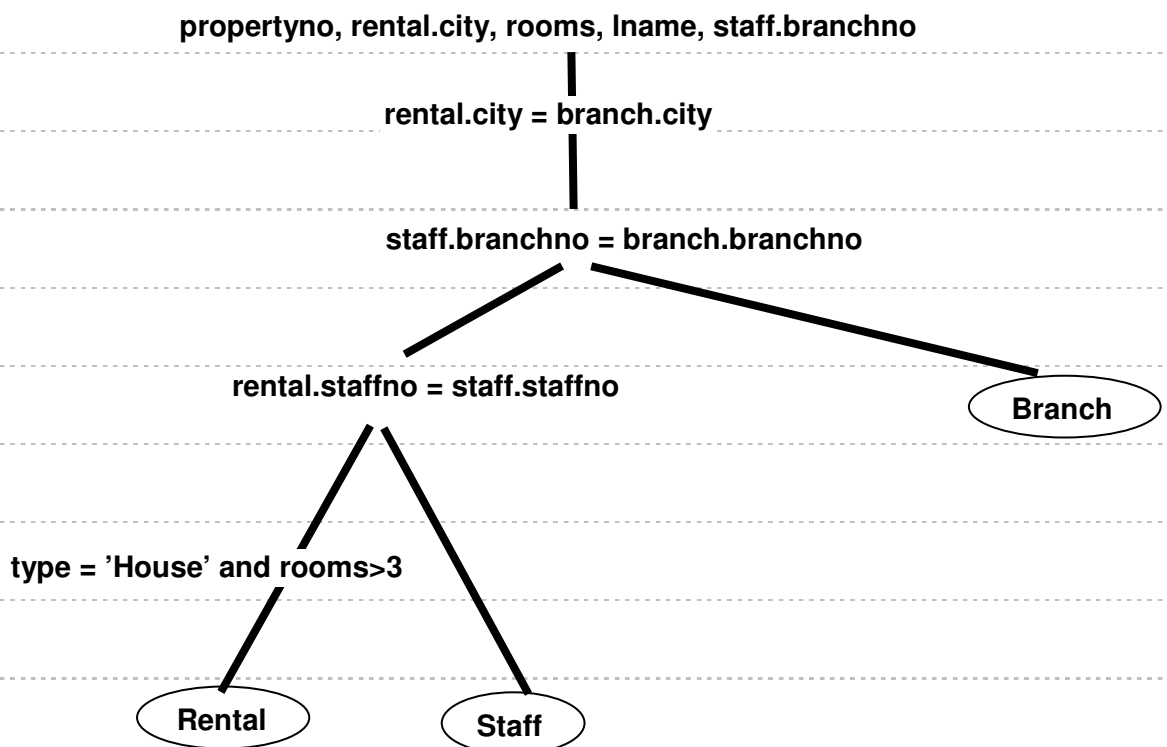 propertyno, rental.city, rooms, lname, staff.branchno
rental.city = branch.city
staff.branchno = branch.branchno
rental.staffno = staff.staffno
Branch
type = ’House’ and rooms>3
Rental
Staff